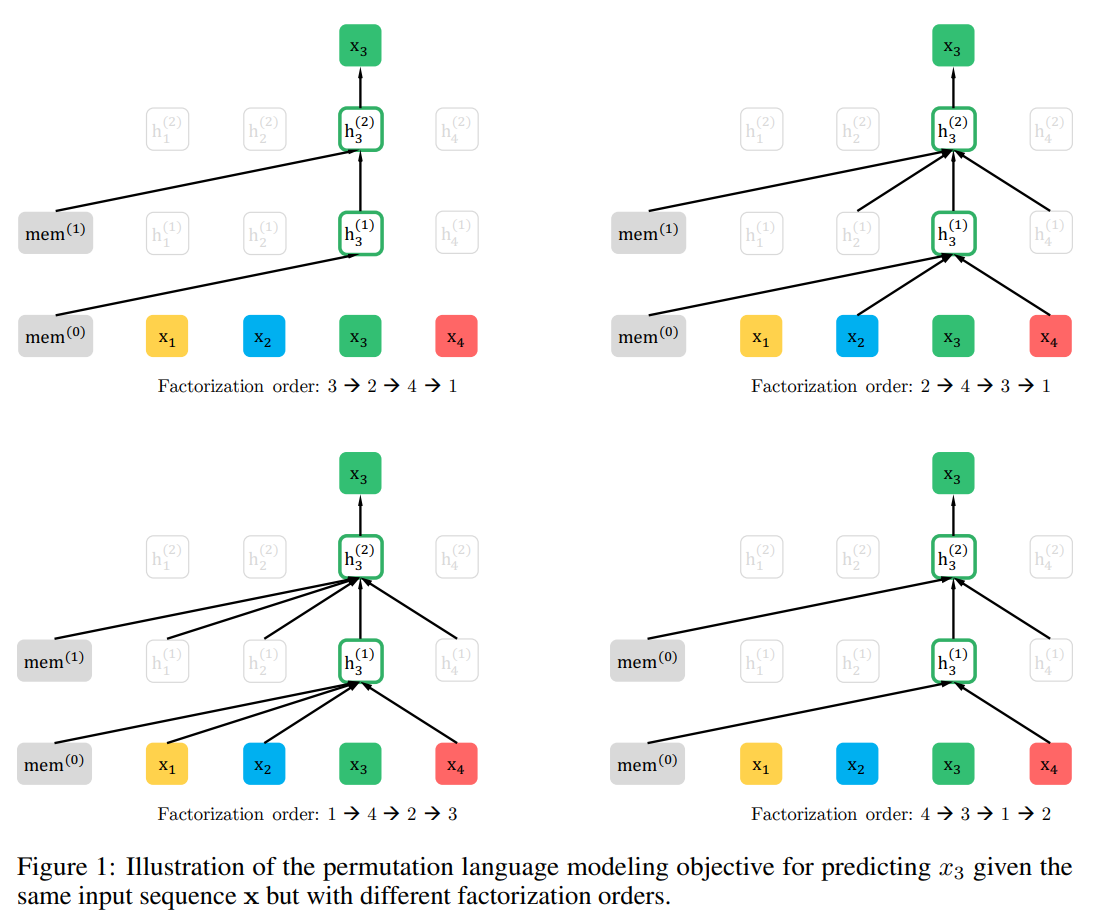 x₃ x₃
h₁⁽²⁾ h₂⁽²⁾ h₃⁽²⁾ h₄⁽²⁾ h₁⁽²⁾ h₂⁽²⁾ h₃⁽²⁾ h₄⁽²⁾
mem⁽¹⁾ h₁⁽¹⁾ h₂⁽¹⁾ h₃⁽¹⁾ h₄⁽¹⁾ mem⁽¹⁾ h₁⁽¹⁾ h₂⁽¹⁾ h₃⁽¹⁾ h₄⁽¹⁾
mem⁽⁰⁾ x₁ x₂ x₃ x₄ mem⁽⁰⁾ x₁ x₂ x₃ x₄
Factorization order: 3 → 2 → 4 → 1 Factorization order: 2 → 4 → 3 → 1
x₃ x₃
h₁⁽²⁾ h₂⁽²⁾ h₃⁽²⁾ h₄⁽²⁾ h₁⁽²⁾ h₂⁽²⁾ h₃⁽²⁾ h₄⁽²⁾
mem⁽¹⁾ h₁⁽¹⁾ h₂⁽¹⁾ h₃⁽¹⁾ h₄⁽¹⁾ mem⁽⁰⁾ h₁⁽¹⁾ h₂⁽¹⁾ h₃⁽¹⁾ h₄⁽¹⁾
mem⁽⁰⁾ x₁ x₂ x₃ x₄ mem⁽⁰⁾ x₁ x₂ x₃ x₄
Factorization order: 1 → 4 → 2 → 3 Factorization order: 4 → 3 → 1 → 2
Figure 1: Illustration of the permutation language modeling objective for predicting x₃ given the
same input sequence x but with different factorization orders.